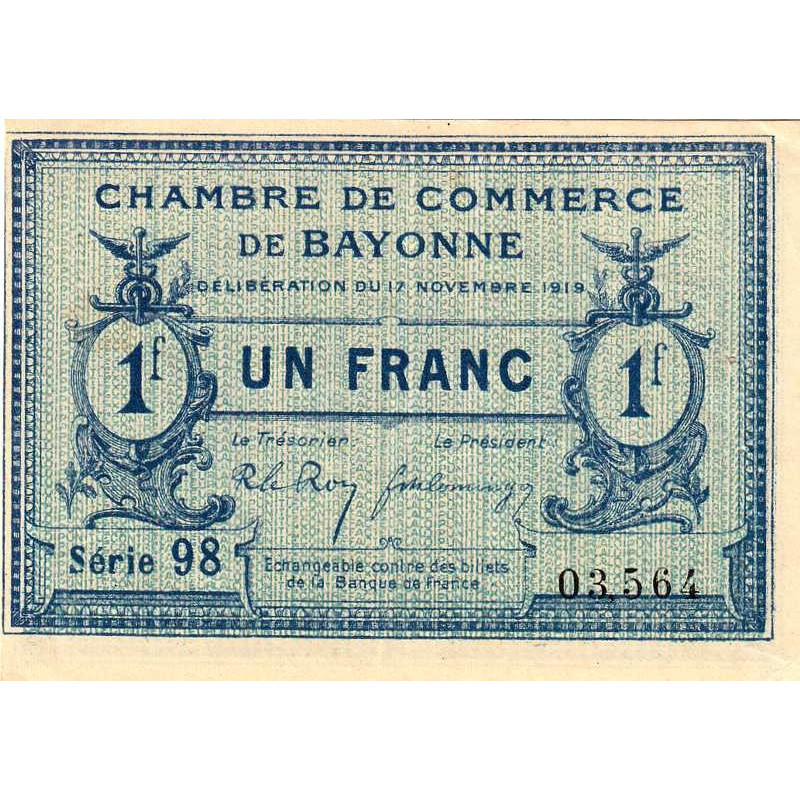 CHAMBRE DE COMMERCE
DE BAYONNE
DÉLIBÉRATION DU 17 NOVEMBRE 1919
1f UN FRANC 1f
Le Trésorier Le Président
Série 98
Echangeable contre des billets
de la Banque de France
03,564